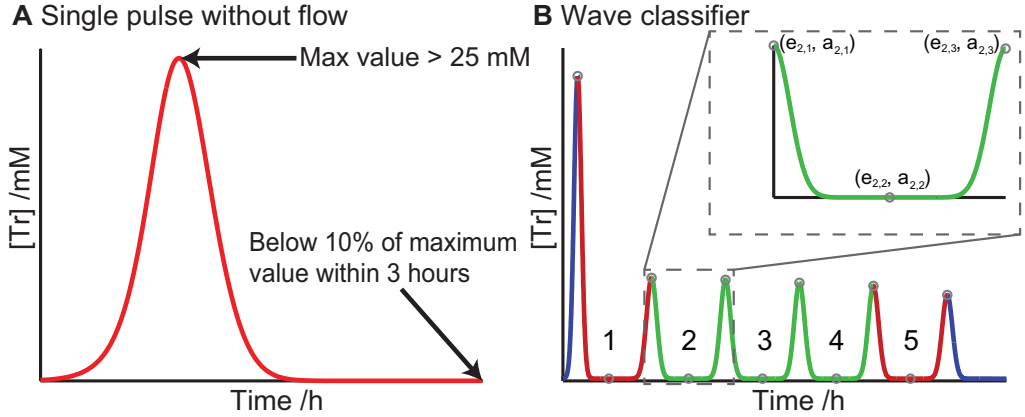 A Single pulse without flow
[Tr] /mM
Max value > 25 mM
Below 10% of maximum
value within 3 hours
Time /h
B Wave classifier
[Tr] /mM
(e2,1, a2,1)
(e2,3, a2,3)
(e2,2, a2,2)
1 2 3 4 5
Time /h